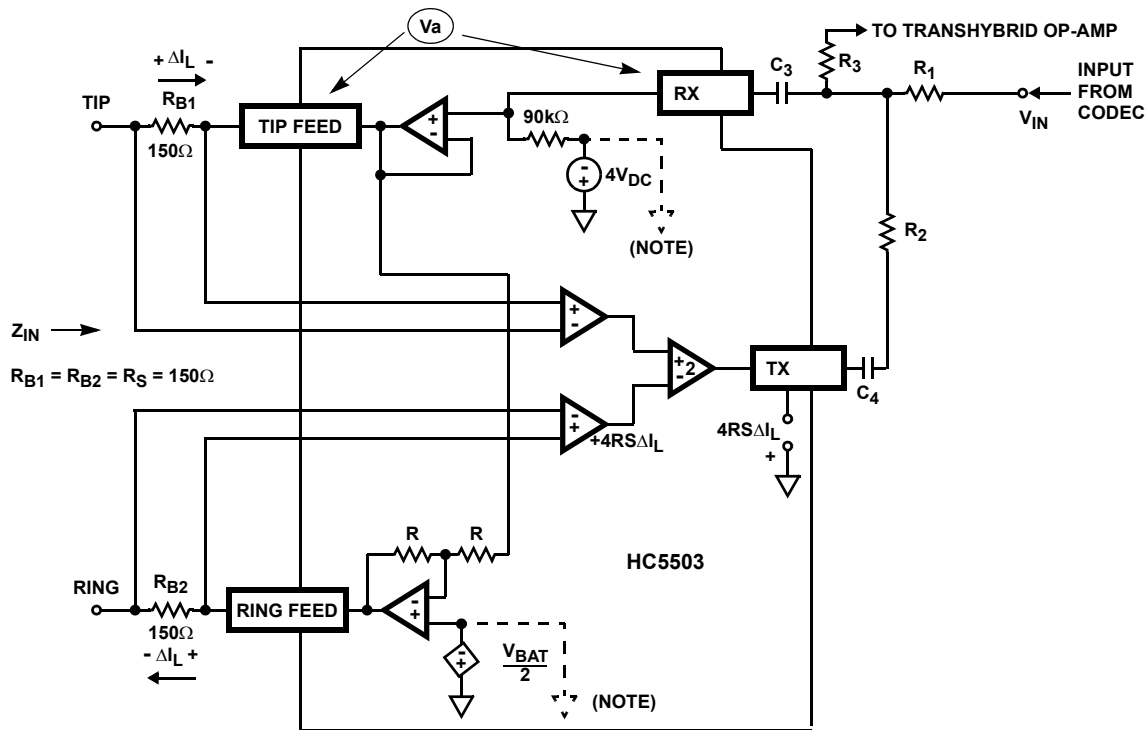 Va
TO TRANSHYBRID OP-AMP
+ ΔIL -
C3
R3
R1
INPUT
FROM
CODEC
TIP
RB1
RX
VIN
150Ω
TIP FEED
+
-
90kΩ
-
+
4VDC
(NOTE)
R2
ZIN
+
-
RB1 = RB2 = RS = 150Ω
+
2
-
TX
C4
-
+
+4RSΔIL
4RSΔIL
+
R
R
HC5503
RING
RB2
RING FEED
-
+
150Ω
- ΔIL +
-
+
VBAT
2
(NOTE)